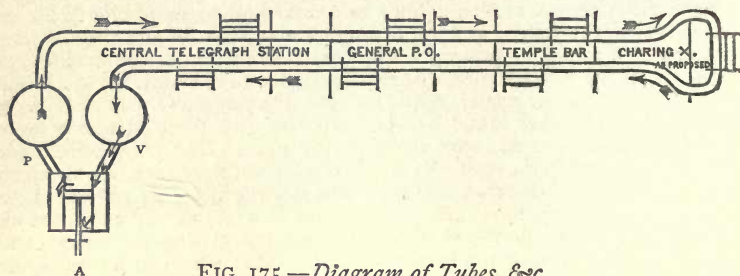 CENTRAL TELEGRAPH STATION GENERAL P.O. TEMPLE BAR CHARING X.
AS PROPOSED
P V
A
FIG. 175.—Diagram of Tubes, &c.